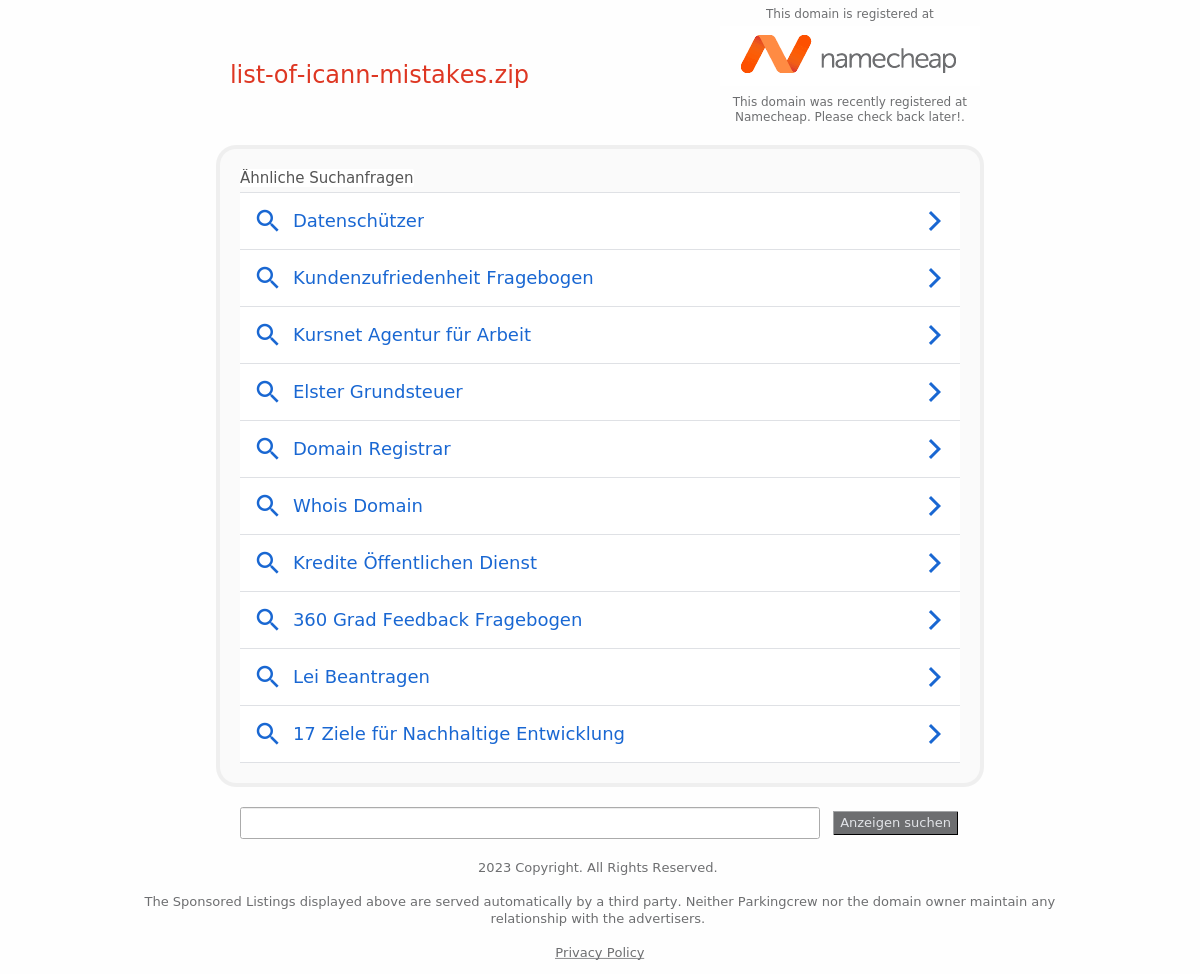 This domain is registered at
list-of-icann-mistakes.zip
namecheap
This domain was recently registered at
Namecheap. Please check back later!.
Ähnliche Suchanfragen
Datenschützer
Kundenzufriedenheit Fragebogen
Kursnet Agentur für Arbeit
Elster Grundsteuer
Domain Registrar
Whois Domain
Kredite Öffentlichen Dienst
360 Grad Feedback Fragebogen
Lei Beantragen
17 Ziele für Nachhaltige Entwicklung
Anzeigen suchen
2023 Copyright. All Rights Reserved.
The Sponsored Listings displayed above are served automatically by a third party. Neither Parkingcrew nor the domain owner maintain any
relationship with the advertisers.
Privacy Policy